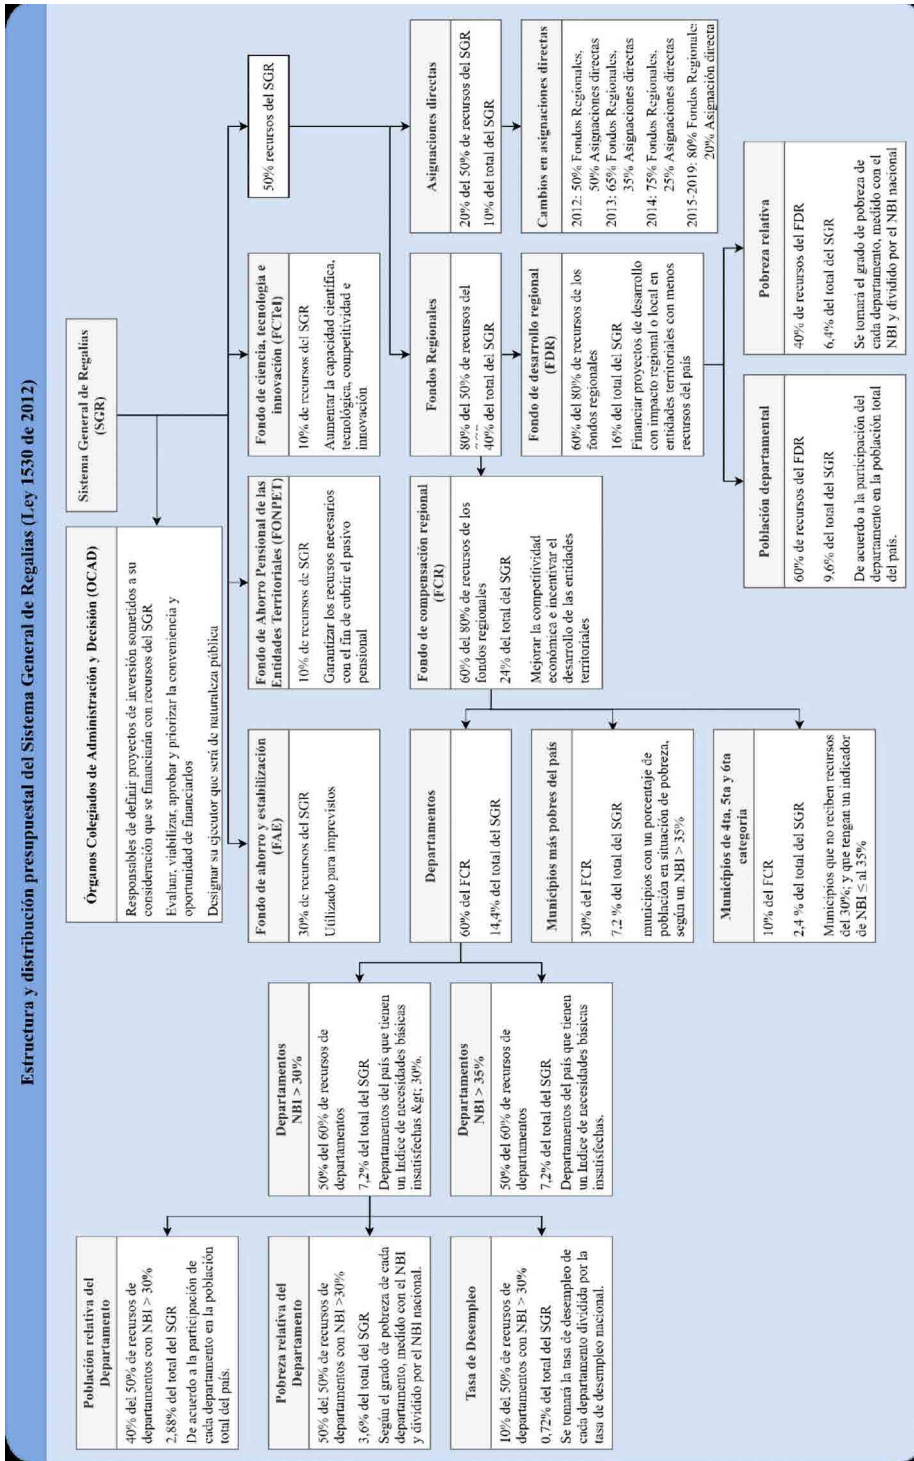 Estructura y distribución presupuestal del Sistema General de Regalías (Ley 1530 de 2012)
Sistema General de Regalías
(SGR)
Órganos Colegiados de Administración y Decisión (OCAD)
Responsables de definir proyectos de inversión sometidos a su
consideración que se financiarán con recursos del SGR
Evaluar, viabilizar, aprobar y priorizar la conveniencia y
oportunidad de financiarlos
Designar su ejecutor que será de naturaleza pública
Fondo de ahorro y estabilización
(FAE)
30% de recursos del SGR
Utilizado para imprevistos
Fondo de Ahorro Pensional de las
Entidades Territoriales (FONPET)
10% de recursos de SGR
Garantizar los recursos necesarios
con el fin de cubrir el pasivo
pensional
Fondo de ciencia, tecnología e
innovación (FCTeI)
10% de recursos del SGR
Aumentar la capacidad científica,
tecnológica, competitividad e
innovación
50% recursos del SGR
Fondos Regionales
80% del 50% de recursos del
40% del total del SGR
Asignaciones directas
20% del 50% de recursos del SGR
10% del total del SGR
Cambios en asignaciones directas
2012: 50% Fondos Regionales,
50% Asignaciones directas
2013: 65% Fondos Regionales,
35% Asignaciones directas
2014: 75% Fondos Regionales,
25% Asignaciones directas
2015-2019: 80% Fondos Regionale:
20% Asignación directa
Fondo de compensación regional
(FCR)
60% del 80% de recursos de los
fondos regionales
24% del total del SGR
Mejorar la competitividad
económica e incentivar el
desarrollo de las entidades
territoriales
Fondo de desarrollo regional
(FDR)
60% del 80% de recursos de los
fondos regionales
16% del total del SGR
Financiar proyectos de desarrollo
con impacto regional o local en
entidades territoriales con menos
recursos del país
Población departamental
60% de recursos del FDR
9,6% del total del SGR
De acuerdo a la participación del
departamento en la población total
del país.
Pobreza relativa
40% de recursos del FDR
6,4% del total del SGR
Se tomará el grado de pobreza de
cada departamento, medido con el
NBI y dividido por el NBI nacional
Departamentos
60% del FCR
14,4% del total del SGR
Municipios más pobres del país
30% del FCR
7,2 % del total del SGR
municipios con un porcentaje de
población en situación de pobreza,
según un NBI > 35%
Municipios de 4ta, 5ta y 6ta
categoría
10% del FCR
2,4 % del total del SGR
Municipios que no reciben recursos
del 30%; y que tengan un indicador
de NBI ≤ al 35%
Departamentos
NBI > 30%
50% del 60% de recursos de
departamentos
7,2% del total del SGR
Departamentos del país que tienen
un Indice de necesidades básicas
insatisfechas &gt; 30%.
Departamentos
NBI > 35%
50% del 60% de recursos de
departamentos
7,2% del total del SGR
Departamentos del país que tienen
un Indice de necesidades básicas
insatisfechas.
Población relativa del
Departamento
40% del 50% de recursos de
departamentos con NBI > 30%
2,88% del total del SGR
De acuerdo a la participación de
cada departamento en la población
total del país.
Pobreza relativa del
Departamento
50% del 50% de recursos de
departamentos con NBI >30%
3,6% del total del SGR
Según el grado de pobreza de cada
departamento, medido con el NBI
y dividido por el NBI nacional.
Tasa de Desempleo
10% del 50% de recursos de
departamentos con NBI > 30%
0,72% del total del SGR
Se tomará la tasa de desempleo de
cada departamento dividida por la
tasa de desempleo nacional.